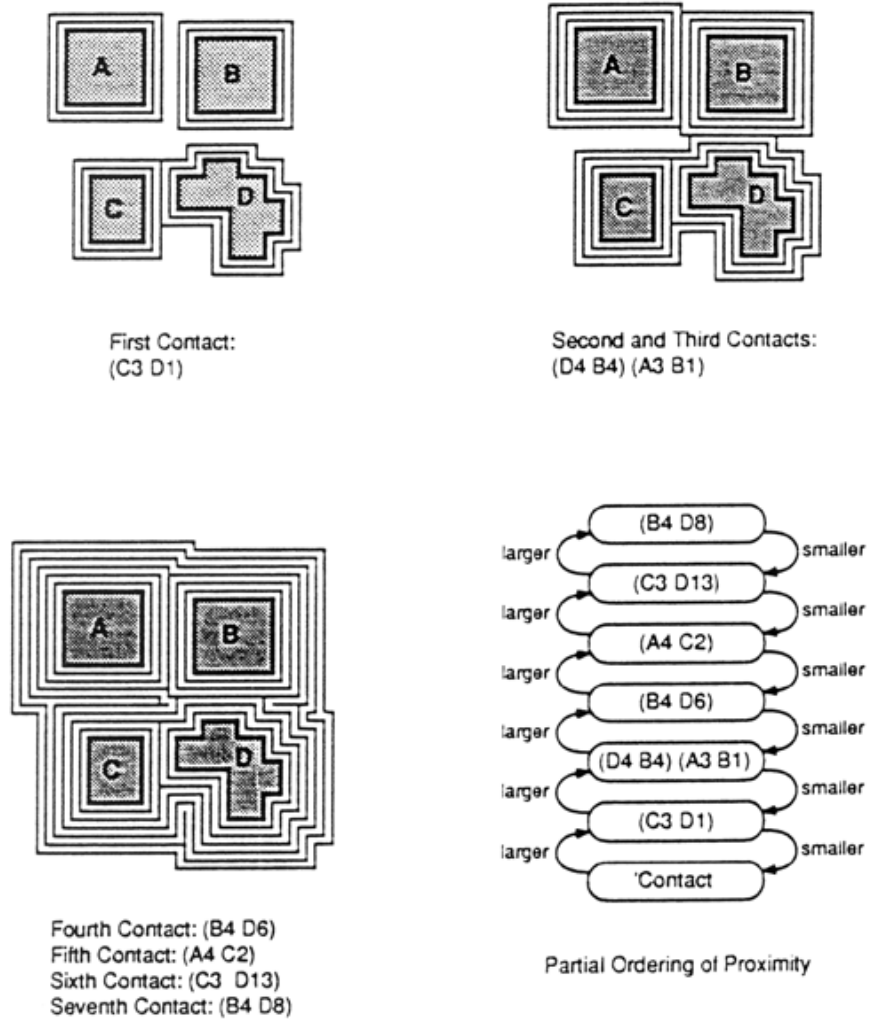 A
B
C
D
First Contact:
(C3 D1)
A
B
C
D
Second and Third Contacts:
(D4 B4) (A3 B1)
A
B
C
D
Fourth Contact: (B4 D6)
Fifth Contact: (A4 C2)
Sixth Contact: (C3 D13)
Seventh Contact: (B4 D8)
(B4 D8)
larger
smaller
(C3 D13)
larger
smaller
(A4 C2)
larger
smaller
(B4 D6)
larger
smaller
(D4 B4) (A3 B1)
larger
smaller
(C3 D1)
larger
smaller
'Contact
Partial Ordering of Proximity